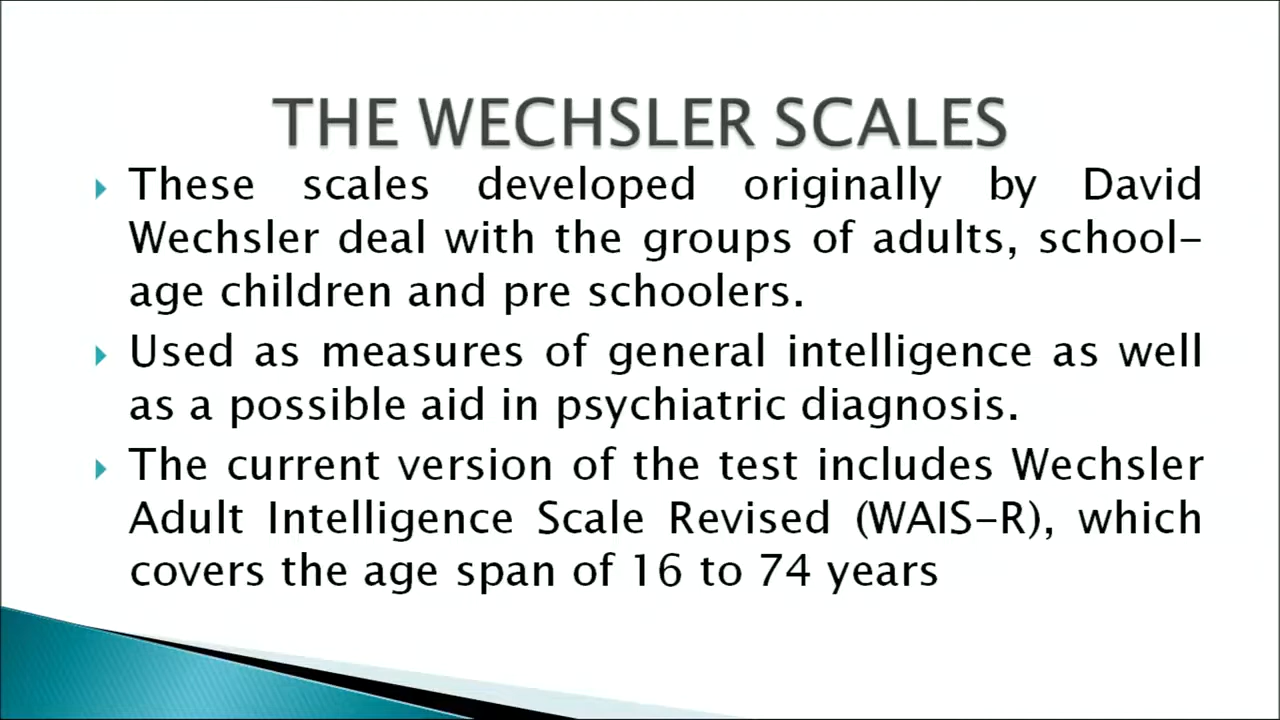 THE WECHSLER SCALES
These scales developed originally by David
Wechsler deal with the groups of adults, school-
age children and pre schoolers.
Used as measures of general intelligence as well
as a possible aid in psychiatric diagnosis.
The current version of the test includes Wechsler
Adult Intelligence Scale Revised (WAIS-R), which
covers the age span of 16 to 74 years